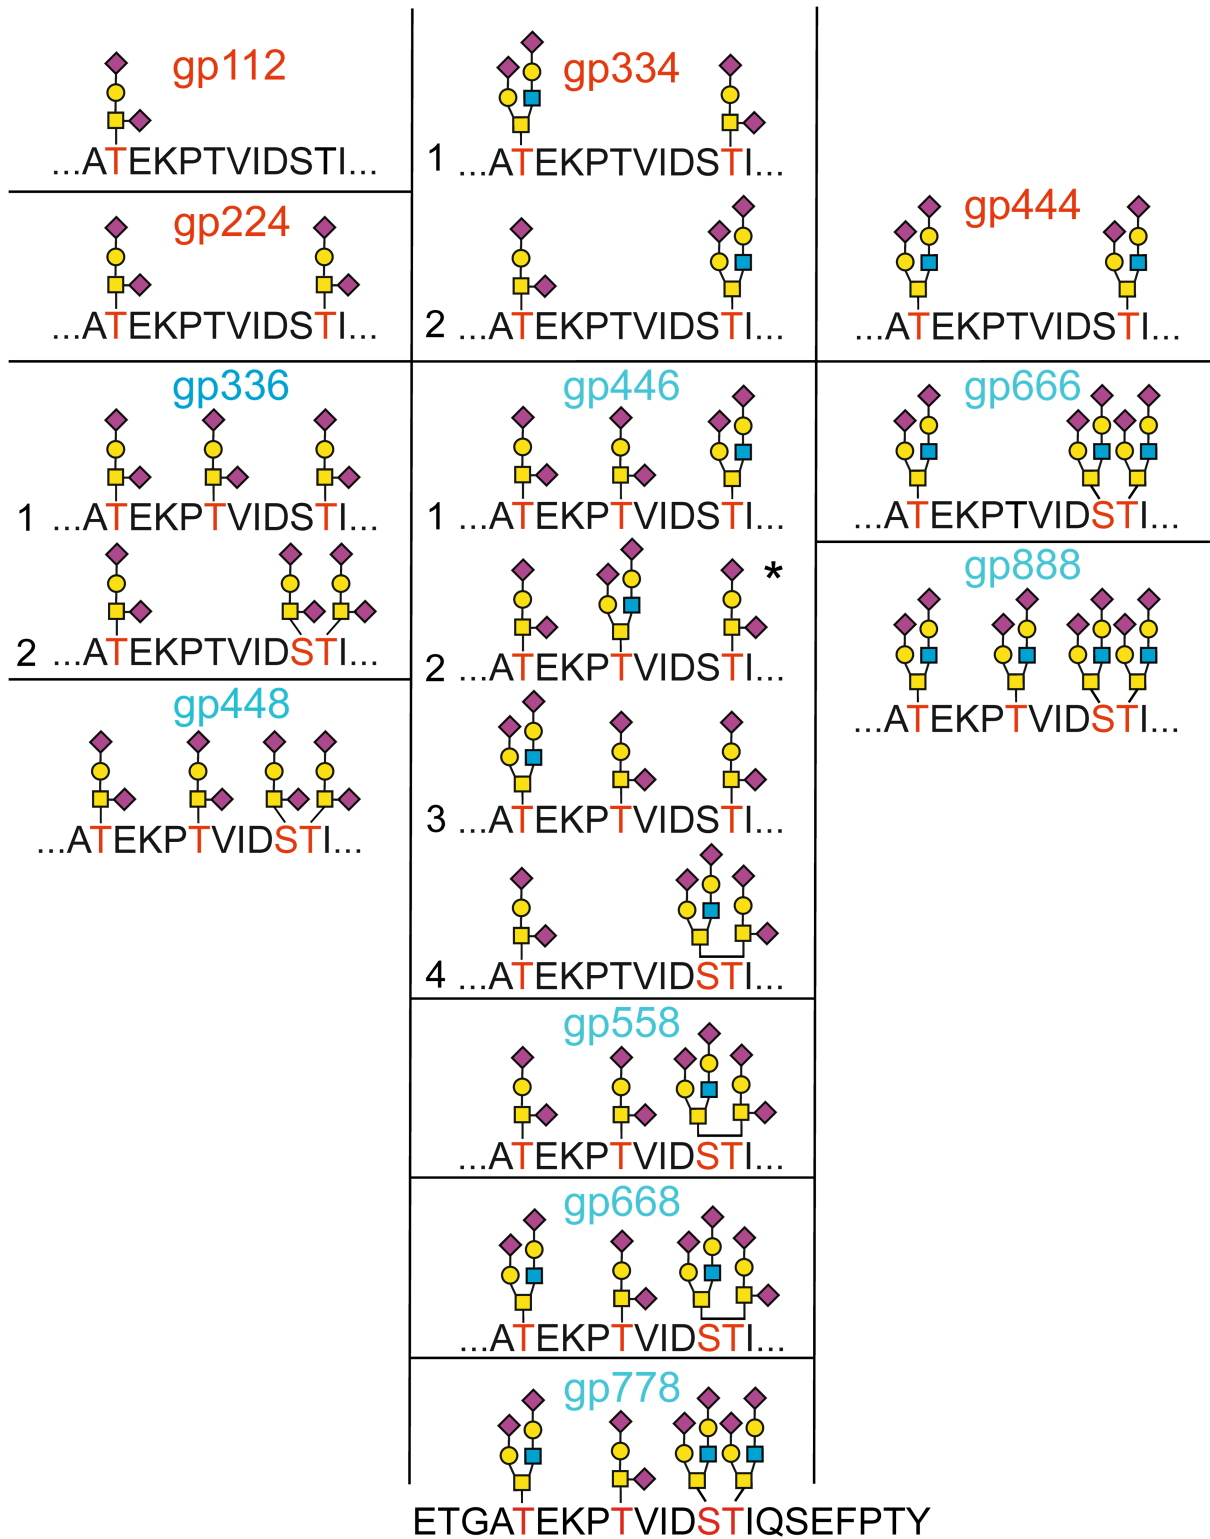 gp112
...ATEKPTVIDSTI...
gp224
...ATEKPTVIDSTI...
gp336
1 ...ATEKPTVIDSTI...
2 ...ATEKPTVIDSTI...
gp448
...ATEKPTVIDSTI...
gp334
1 ...ATEKPTVIDSTI...
2 ...ATEKPTVIDSTI...
gp446
1 ...ATEKPTVIDSTI...
*
2 ...ATEKPTVIDSTI...
3 ...ATEKPTVIDSTI...
4 ...ATEKPTVIDSTI...
gp558
...ATEKPTVIDSTI...
gp668
...ATEKPTVIDSTI...
gp778
ETGATEKPTVIDSTIQSEFPTY
gp444
...ATEKPTVIDSTI...
gp666
...ATEKPTVIDSTI...
gp888
...ATEKPTVIDSTI...